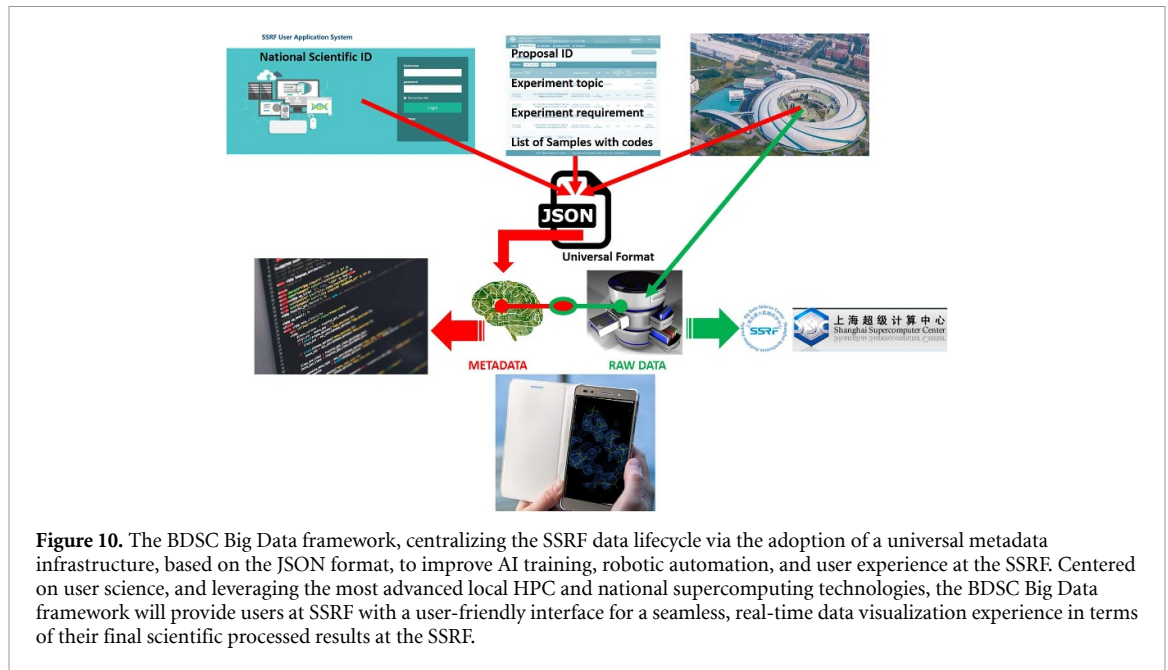 SSRF User Application System
National Scientific ID
Username
password
Remember Me
Login
Proposal ID
Experiment topic
Experiment requirement
List of Samples with codes
JSON
Universal Format
METADATA
RAW DATA
SSRF
上海超级计算中心
Shanghai Supercomputer Center
Figure 10. The BDSC Big Data framework, centralizing the SSRF data lifecycle via the adoption of a universal metadata
infrastructure, based on the JSON format, to improve AI training, robotic automation, and user experience at the SSRF. Centered
on user science, and leveraging the most advanced local HPC and national supercomputing technologies, the BDSC Big Data
framework will provide users at SSRF with a user-friendly interface for a seamless, real-time data visualization experience in terms
of their final scientific processed results at the SSRF.